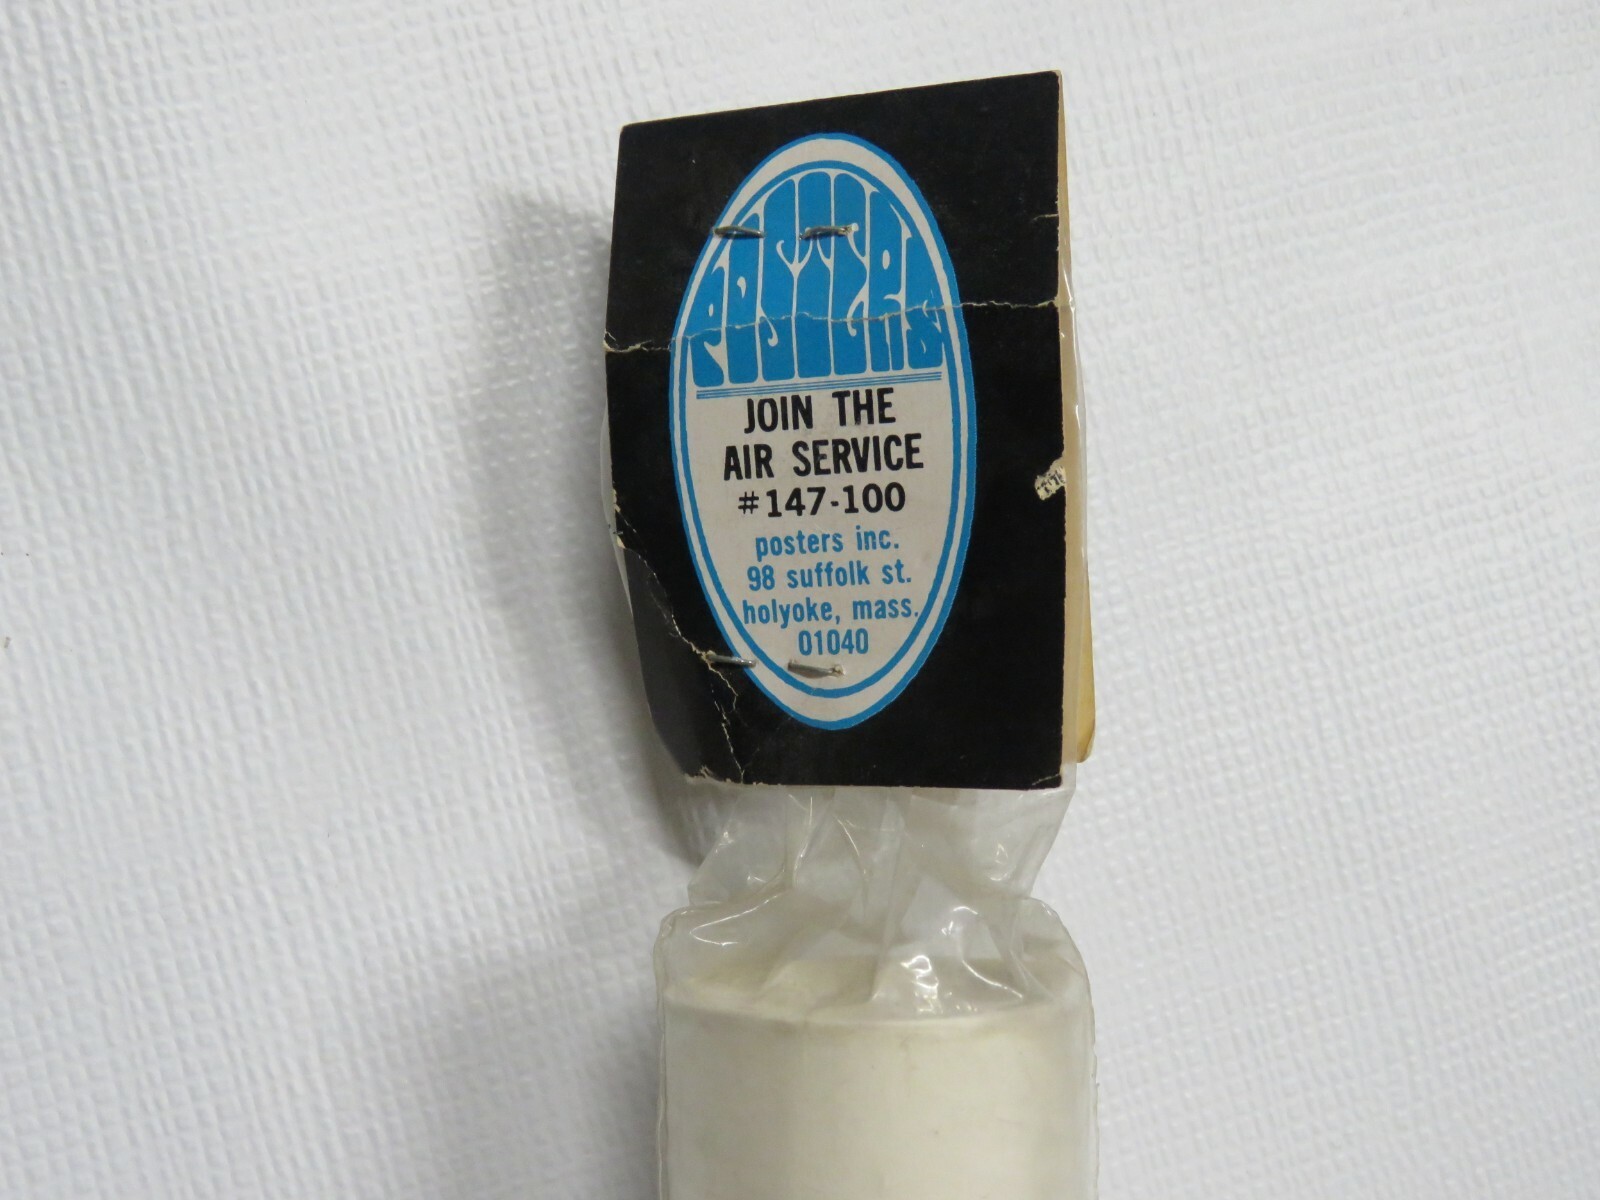 POSTERS
JOIN THE
AIR SERVICE
#147-100
posters inc.
98 suffolk st.
holyoke, mass.
01040